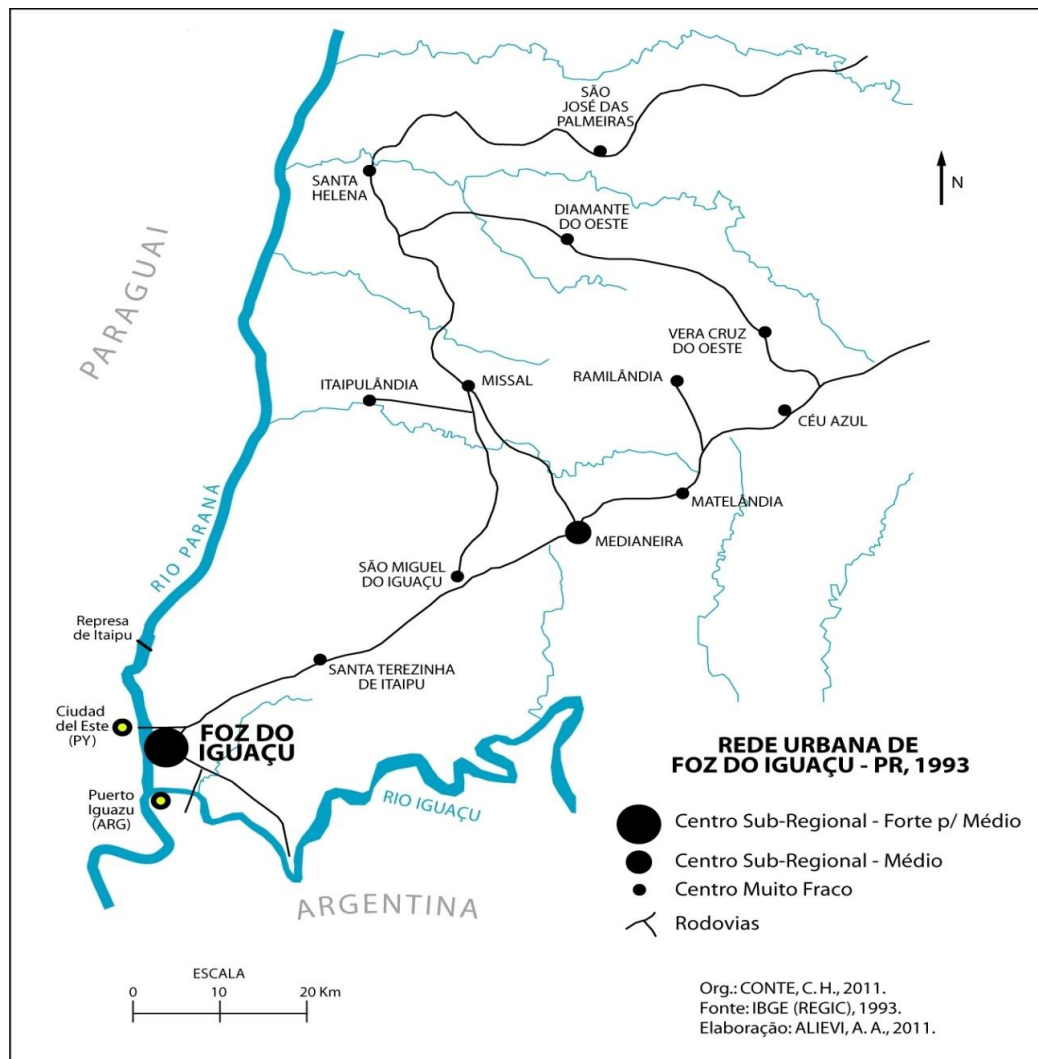 SÃO
JOSÉ DAS
PALMEIRAS
SANTA
HELENA
N
DIAMANTE
DO OESTE
PARAGUAI
VERA CRUZ
DO OESTE
ITAIPULÂNDIA
MISSAL
RAMILÂNDIA
CÉU AZUL
RIO PARANÁ
MATELÂNDIA
MEDIANEIRA
SÃO MIGUEL
DO IGUAÇU
Represa
de Itaipu
SANTA TEREZINHA
DE ITAIPU
Ciudad
del Este
(PY)
FOZ DO
IGUAÇU
Puerto
Iguazu
(ARG)
RIO IGUAÇU
ARGENTINA
REDE URBANA DE
FOZ DO IGUAÇU - PR, 1993
Centro Sub-Regional - Forte p/ Médio
Centro Sub-Regional - Médio
Centro Muito Fraco
Rodovias
ESCALA
0 10 20 Km
Org.: CONTE, C. H., 2011.
Fonte: IBGE (REGIC), 1993.
Elaboração: ALIEVI, A. A., 2011.